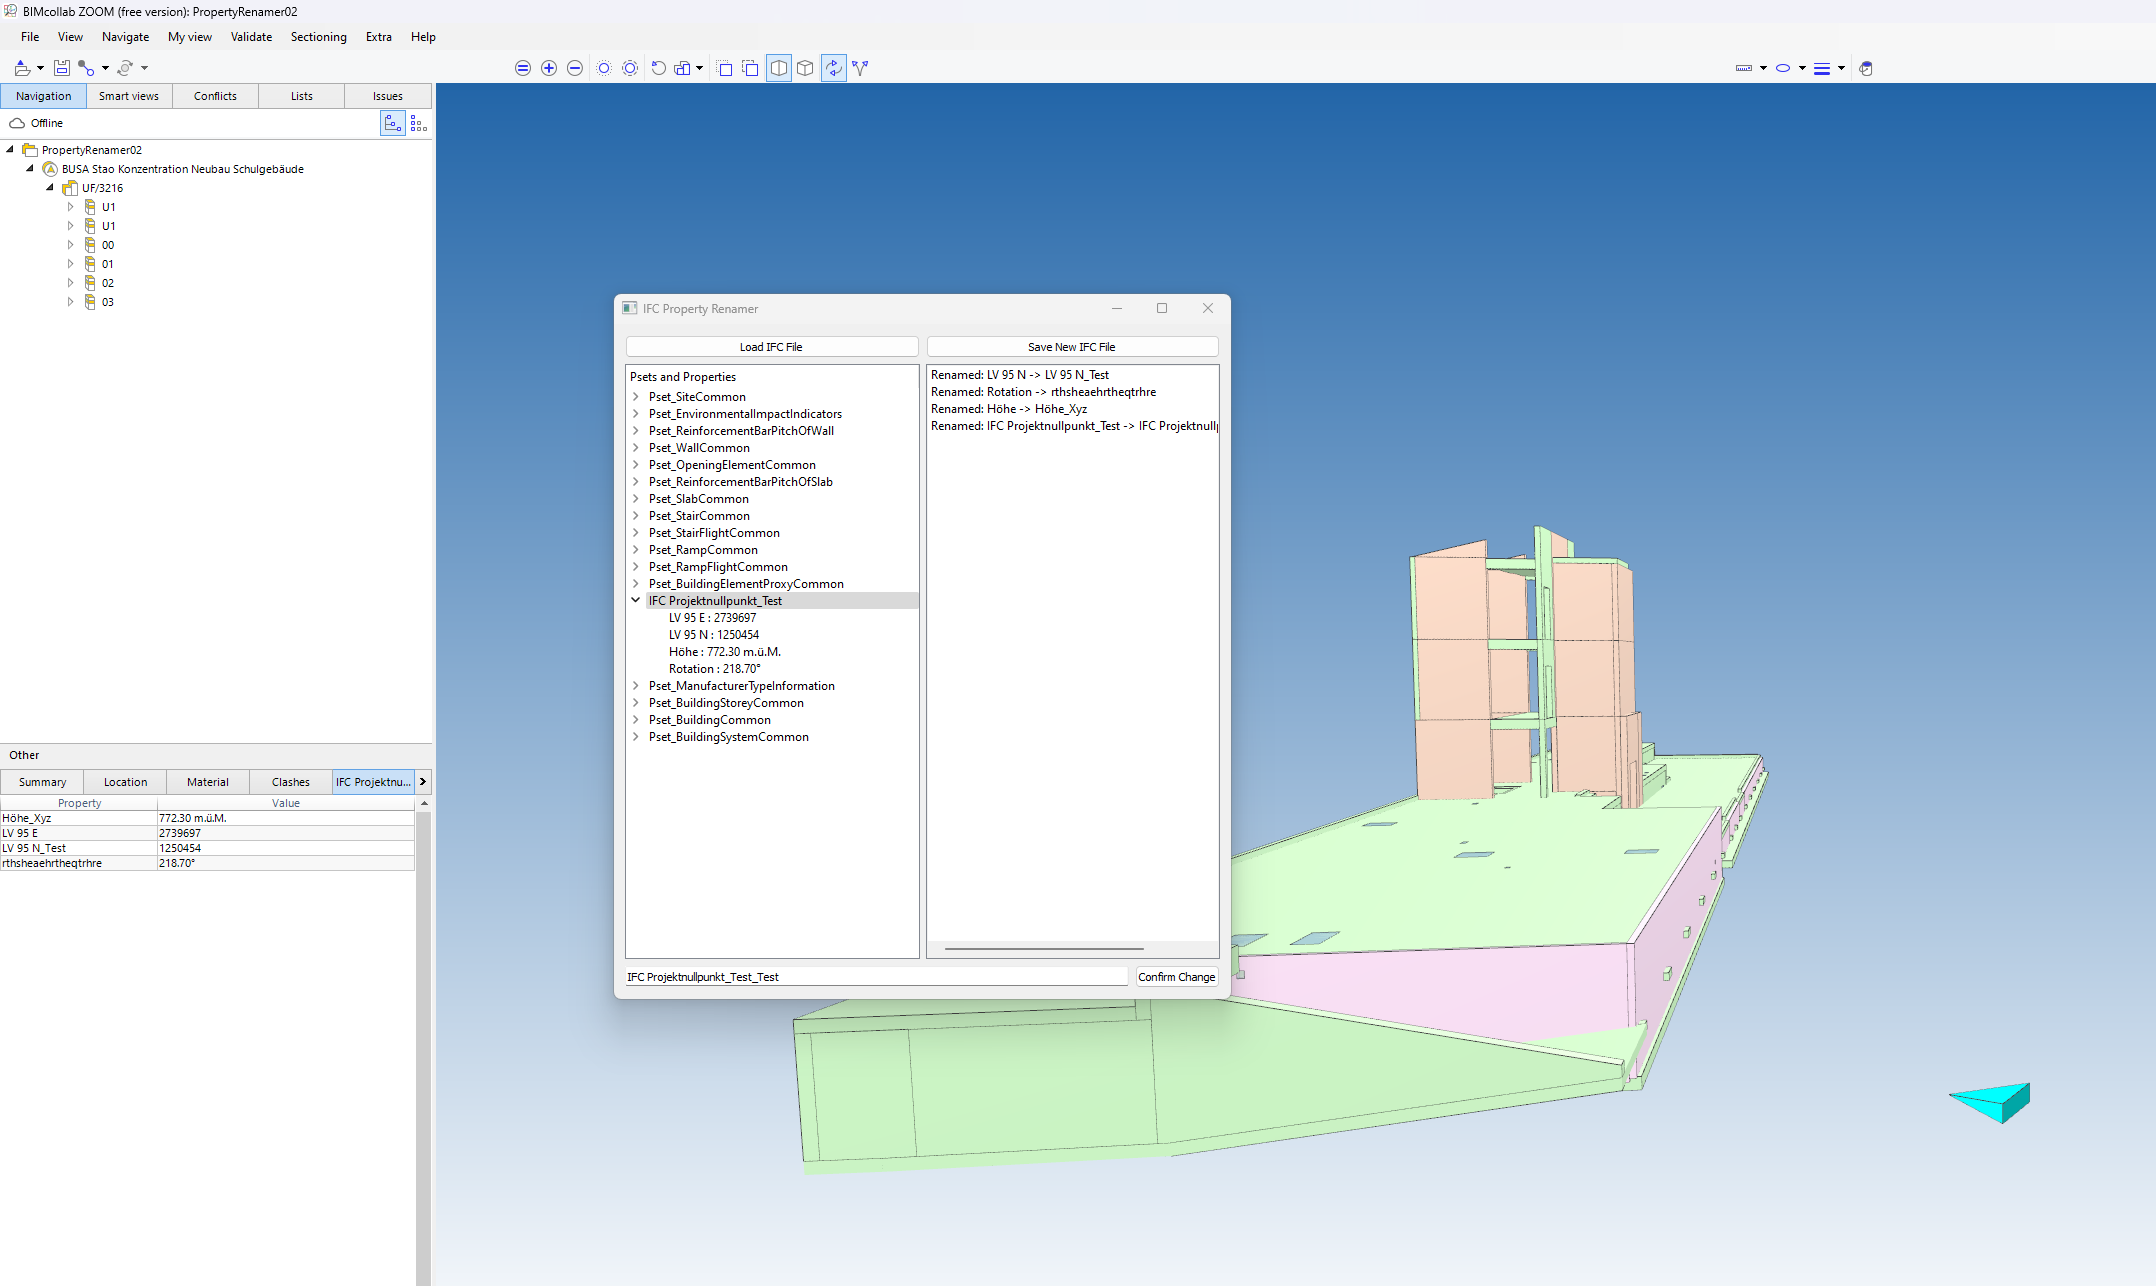 BIMcollab ZOOM (free version): PropertyRenamer02
File View Navigate My view Validate Sectioning Extra Help
Navigation Smart views Conflicts Lists Issues
Offline
PropertyRenamer02
BUSA Stao Konzentration Neubau Schulgebäude
UF/3216
U1
U1
00
01
02
03
Other
Summary Location Material Clashes IFC Projektnu...
Property Value
Höhe_Xyz 772.30 m.ü.M.
LV 95 E 2739697
LV 95 N_Test 1250454
rthsheaehrtheqtrhre 218.70°
IFC Property Renamer
Load IFC File Save New IFC File
Psets and Properties
Pset_SiteCommon
Pset_EnvironmentalImpactIndicators
Pset_ReinforcementBarPitchOfWall
Pset_WallCommon
Pset_OpeningElementCommon
Pset_ReinforcementBarPitchOfSlab
Pset_SlabCommon
Pset_StairCommon
Pset_StairFlightCommon
Pset_RampCommon
Pset_RampFlightCommon
Pset_BuildingElementProxyCommon
IFC Projektnullpunkt_Test
LV 95 E : 2739697
LV 95 N : 1250454
Höhe : 772.30 m.ü.M.
Rotation : 218.70°
Pset_ManufacturerTypeInformation
Pset_BuildingStoreyCommon
Pset_BuildingCommon
Pset_BuildingSystemCommon
Renamed: LV 95 N -> LV 95 N_Test
Renamed: Rotation -> rthsheaehrtheqtrhre
Renamed: Höhe -> Höhe_Xyz
Renamed: IFC Projektnullpunkt_Test -> IFC Projektnull
IFC Projektnullpunkt_Test_Test Confirm Change